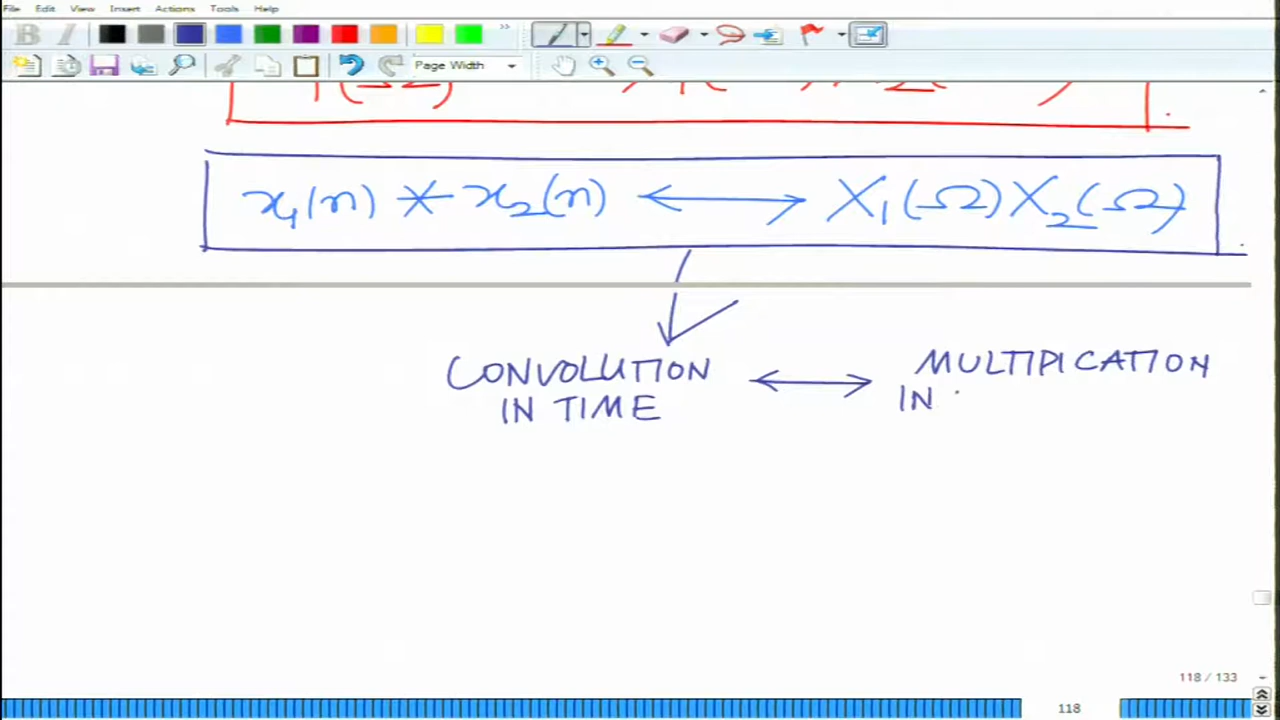 File Edit View Insert Actions Tools Help
B I
Page Width
x₁(n) * x₂(n) ⟷ X₁(Ω)X₂(Ω)
CONVOLUTION ⟷ MULTIPICATION
IN TIME IN
118 / 133
118